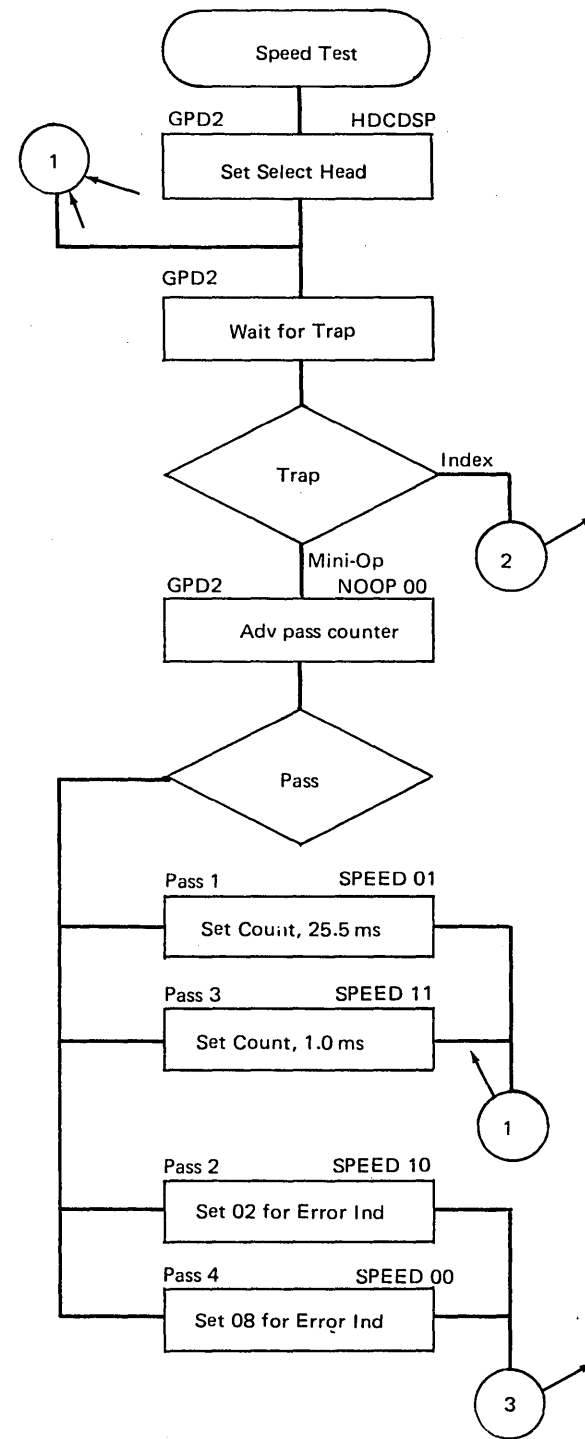 Speed Test
GPD2 HDCDSP
1
Set Select Head
GPD2
Wait for Trap
Trap
Index
2
Mini-Op
GPD2 NOOP 00
Adv pass counter
Pass
Pass 1 SPEED 01
Set Count, 25.5 ms
Pass 3 SPEED 11
Set Count, 1.0 ms
1
Pass 2 SPEED 10
Set 02 for Error Ind
Pass 4 SPEED 00
Set 08 for Error Ind
3